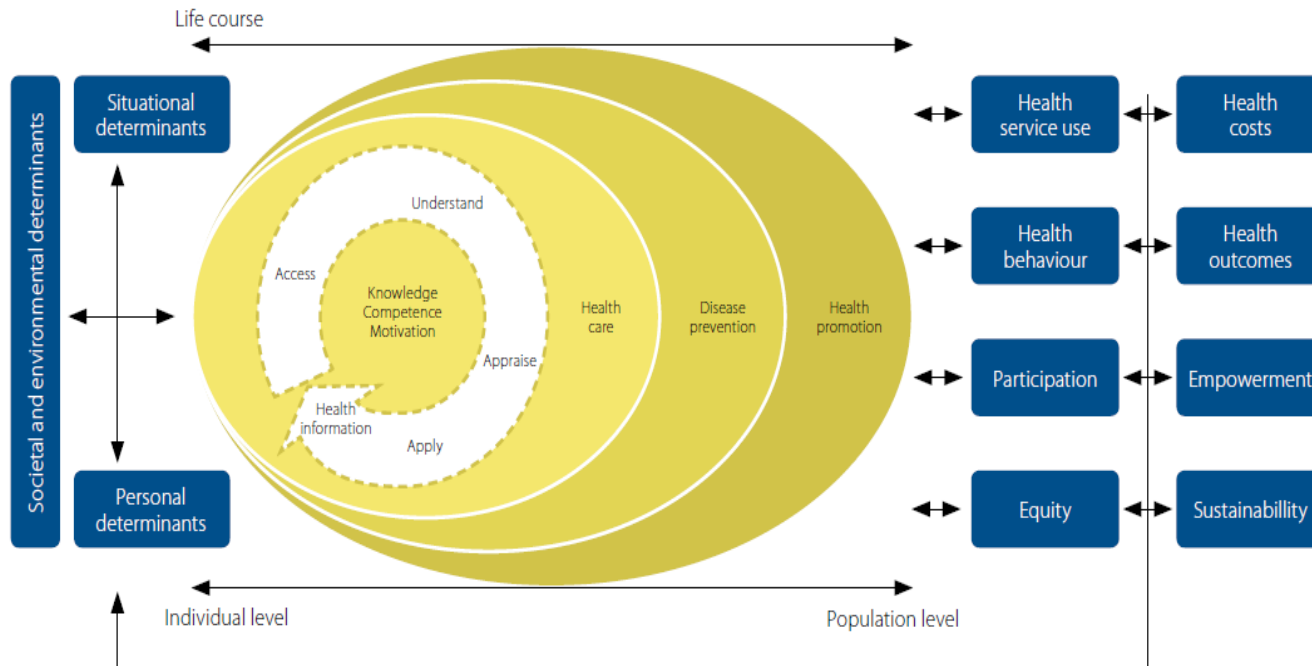 Life course
Societal and environmental determinants
Situational
determinants
Personal
determinants
Access
Understand
Appraise
Apply
Health
information
Knowledge
Competence
Motivation
Health
care
Disease
prevention
Health
promotion
Individual level
Population level
Health
service use
Health
costs
Health
behaviour
Health
outcomes
Participation
Empowerment
Equity
Sustainabillity